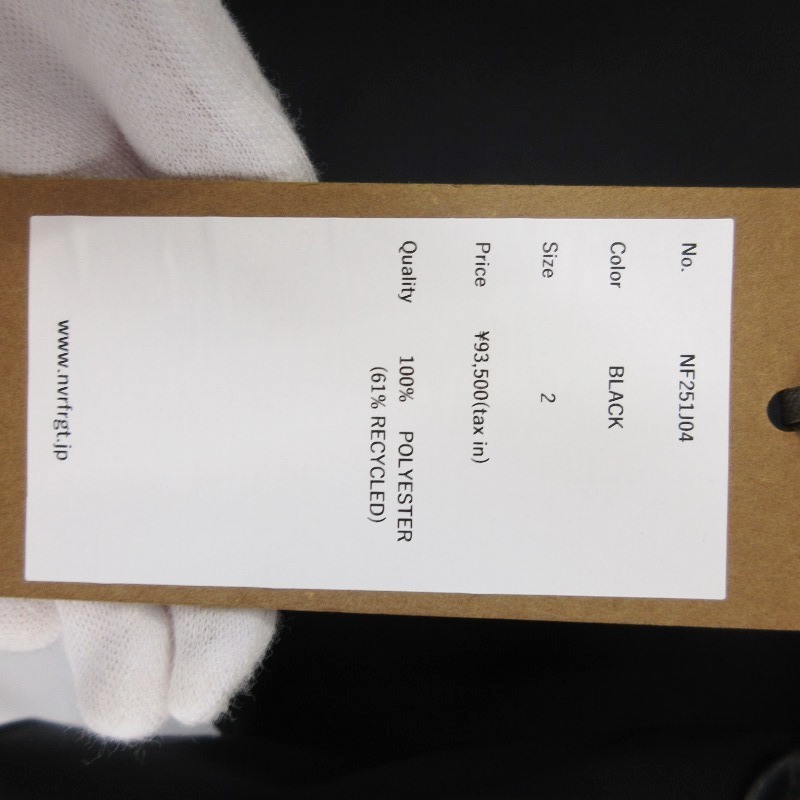 No. NF251J04
Color BLACK
Size 2
Price ¥93,500(tax in)
Quality 100% POLYESTER
(61% RECYCLED)
www.nvrfrgt.jp